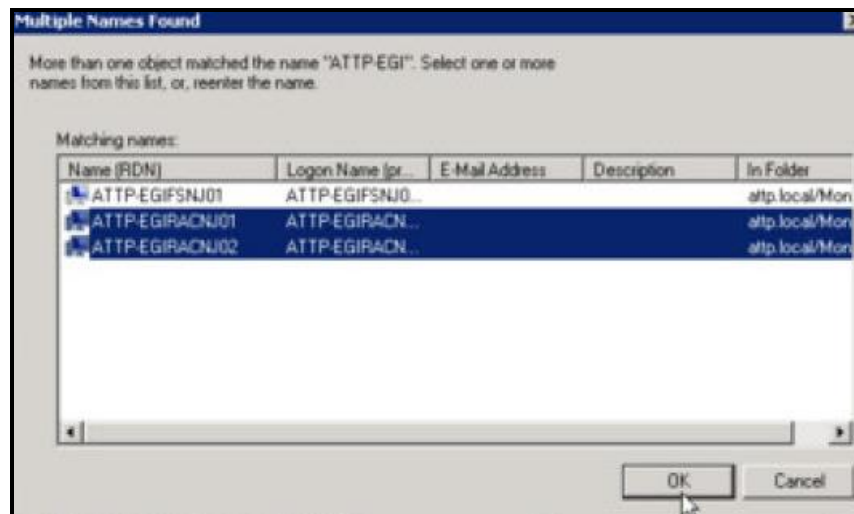 Multiple Names Found
More than one object matched the name "ATTP-EGI". Select one or more
names from this list, or, reenter the name.
Matching names:
Name (RDN) Logon Name (pr... E-Mail Address Description In Folder
ATTP-EGIFSNJ01 ATTP-EGIFSNJ0... attp.local/Mon
ATTP-EGIRACNJ01 ATTP-EGIRACN... attp.local/Mon
ATTP-EGIRACNJ02 ATTP-EGIRACN... attp.local/Mon
OK Cancel